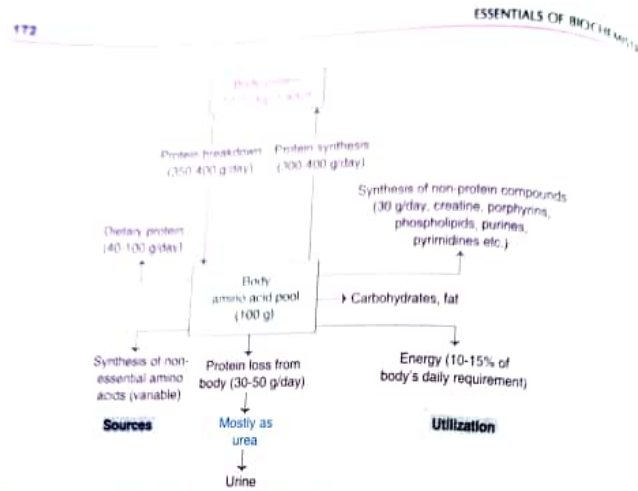 172
ESSENTIALS OF BIOCHEMISTRY
Protein breakdown
(350-400 g/day)
Protein synthesis
(300-400 g/day)
Synthesis of non-protein compounds
(30 g/day, creatine, porphyrins,
phospholipids, purines,
pyrimidines etc.)
Dietary protein
(40-100 g/day)
Body
amino acid pool
(100 g)
Carbohydrates, fat
Synthesis of non-
essential amino
acids (variable)
Protein loss from
body (30-50 g/day)
Energy (10-15% of
body's daily requirement)
Sources
Mostly as
urea
Utilization
Urine